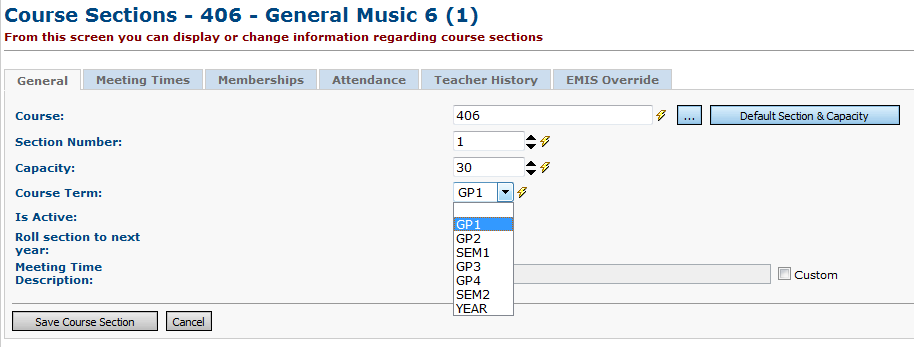 Course Sections - 406 - General Music 6 (1)
From this screen you can display or change information regarding course sections
General Meeting Times Memberships Attendance Teacher History EMIS Override
Course: 406 ... Default Section & Capacity
Section Number: 1
Capacity: 30
Course Term: GP1
Is Active:
Roll section to next
year:
Meeting Time
Description:
GP1
GP2
SEM1
GP3
GP4
SEM2
YEAR
Custom
Save Course Section Cancel